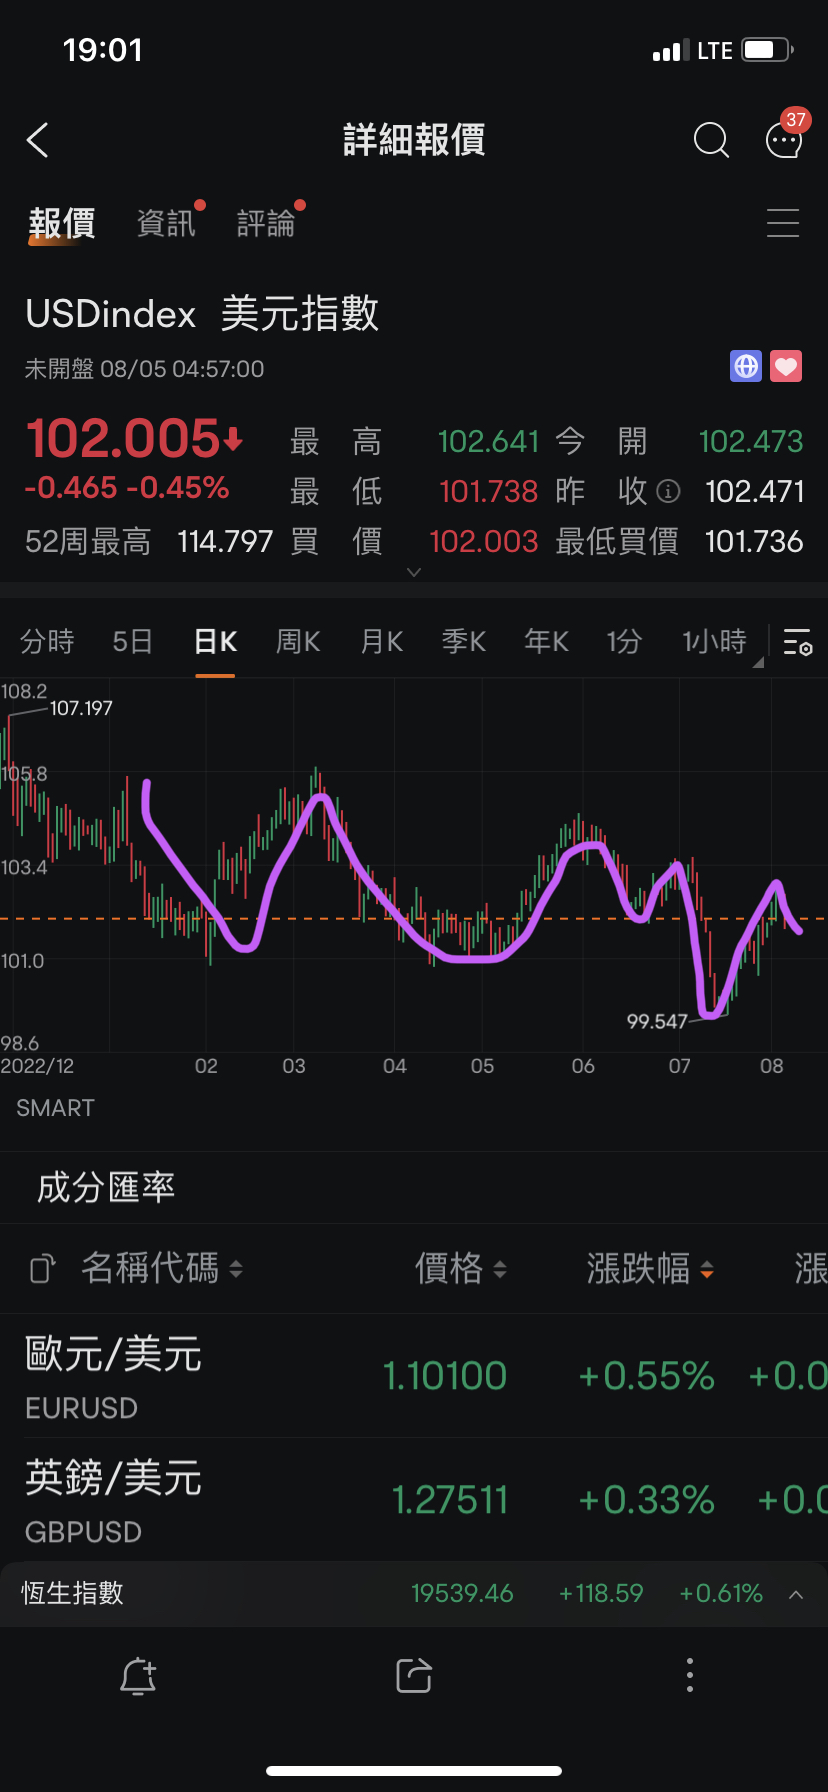 19:01 LTE
詳細報價 37
報價 資訊 評論
USDindex 美元指數
未開盤 08/05 04:57:00
102.005 最高 102.641 今開 102.473
-0.465 -0.45% 最低 101.738 昨收 102.471
52周最高 114.797 買價 102.003 最低買價 101.736
分時 5日 日K 周K 月K 季K 年K 1分 1小時
108.2
107.197
105.8
103.4
101.0
99.547
98.6
2022/12 02 03 04 05 06 07 08
SMART
成分匯率
名稱代碼 價格 漲跌幅 漲
歐元/美元 1.10100 +0.55% +0.0
EURUSD
英鎊/美元 1.27511 +0.33% +0.0
GBPUSD
恆生指數 19539.46 +118.59 +0.61%